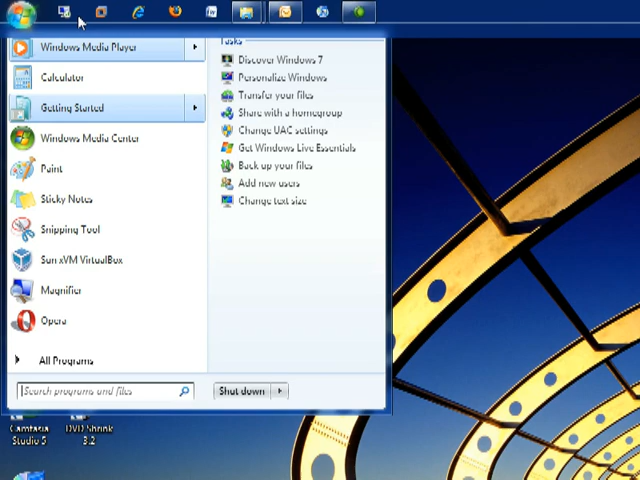 Windows Media Player
Calculator
Getting Started
Windows Media Center
Paint
Sticky Notes
Snipping Tool
Sun xVM VirtualBox
Magnifier
Opera
All Programs
Search programs and files
Tasks
Discover Windows 7
Personalize Windows
Transfer your files
Share with a homegroup
Change UAC settings
Get Windows Live Essentials
Back up your files
Add new users
Change text size
Shut down
Camtasia
Studio 5
DVD Shrink
3.2